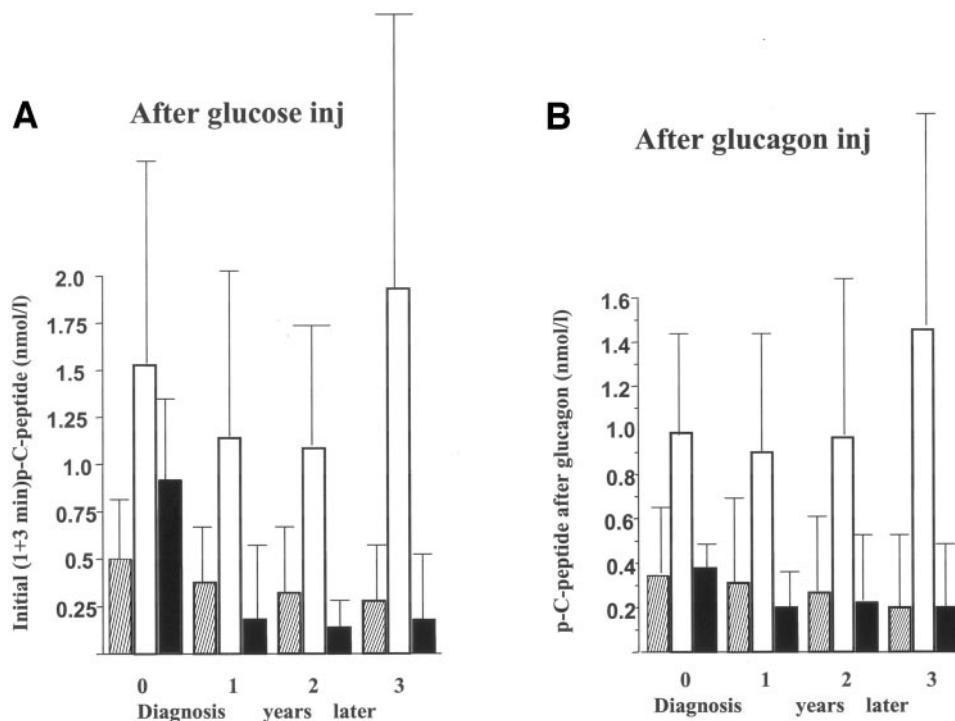 A
After glucose inj
Initial (1+3 min)p-C-peptide (nmol/l)
2.0
1.75
1.5
1.25
1.0
0.75
0.5
0.25
0 1 2 3
Diagnosis years later
B
After glucagon inj
p-C-peptide after glucagon (nmol/l)
1.6
1.4
1.2
1.0
0.8
0.6
0.4
0.2
0 1 2 3
Diagnosis years later